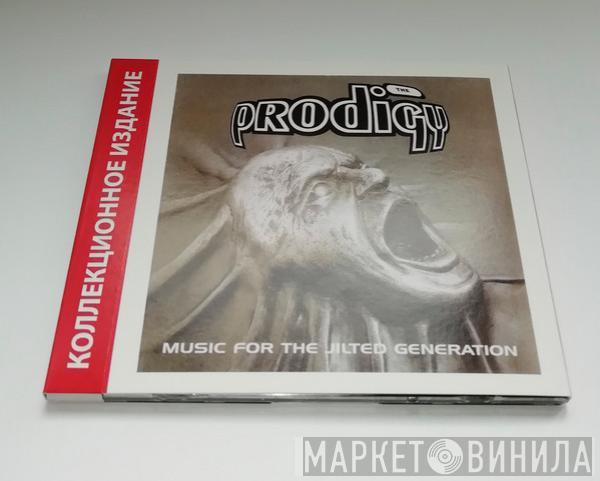 КОЛЛЕКЦИОННОЕ ИЗДАНИЕ
THE
PRODIGY
MUSIC FOR THE JILTED GENERATION
МАРКЕТ ВИНИЛА